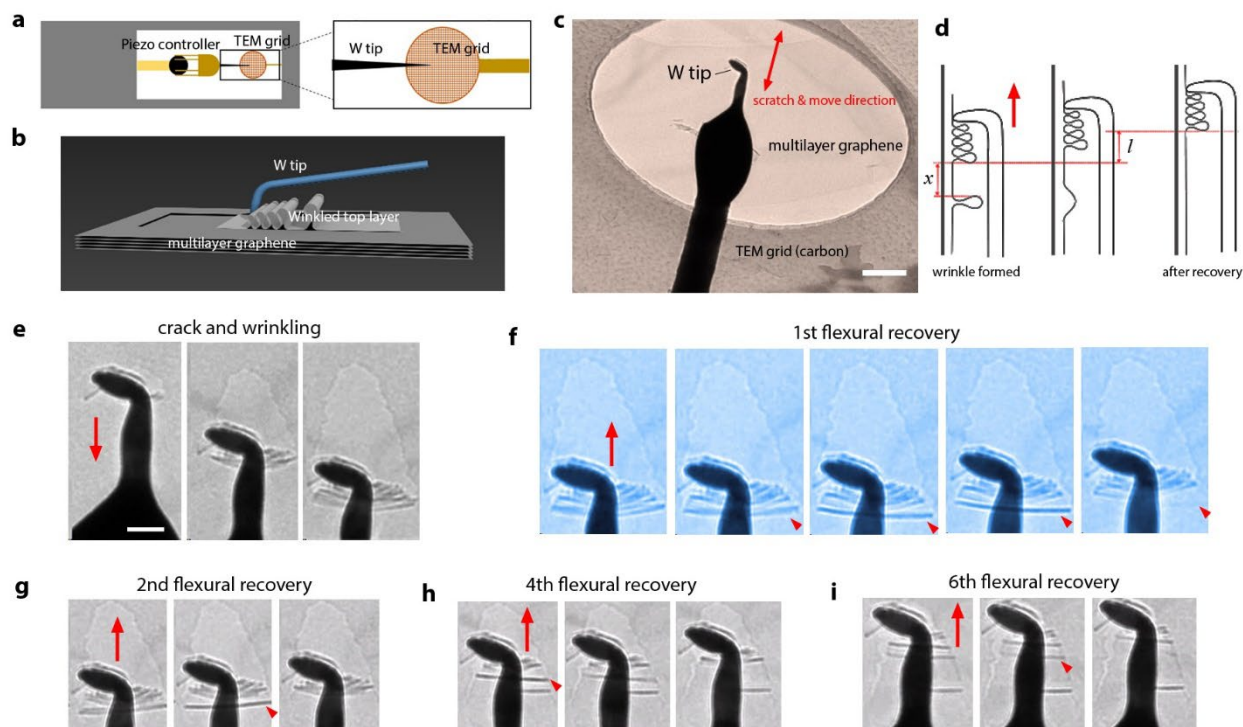 a
Piezo controller
TEM grid
W tip
TEM grid
b
W tip
Winkled top layer
multilayer graphene
c
W tip
scratch & move direction
multilayer graphene
TEM grid (carbon)
d
x
l
wrinkle formed
after recovery
e
crack and wrinkling
f
1st flexural recovery
g
2nd flexural recovery
h
4th flexural recovery
i
6th flexural recovery